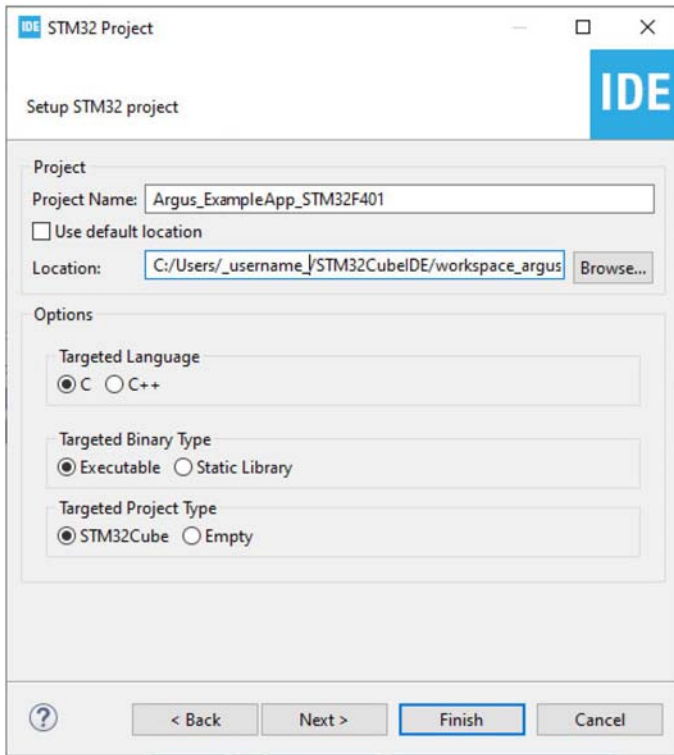 IDE STM32 Project
IDE
Setup STM32 project
Project
Project Name: Argus_ExampleApp_STM32F401
Use default location
Location: C:/Users/_username_/STM32CubeIDE/workspace_argus Browse...
Options
Targeted Language
C C++
Targeted Binary Type
Executable Static Library
Targeted Project Type
STM32Cube Empty
? < Back Next > Finish Cancel